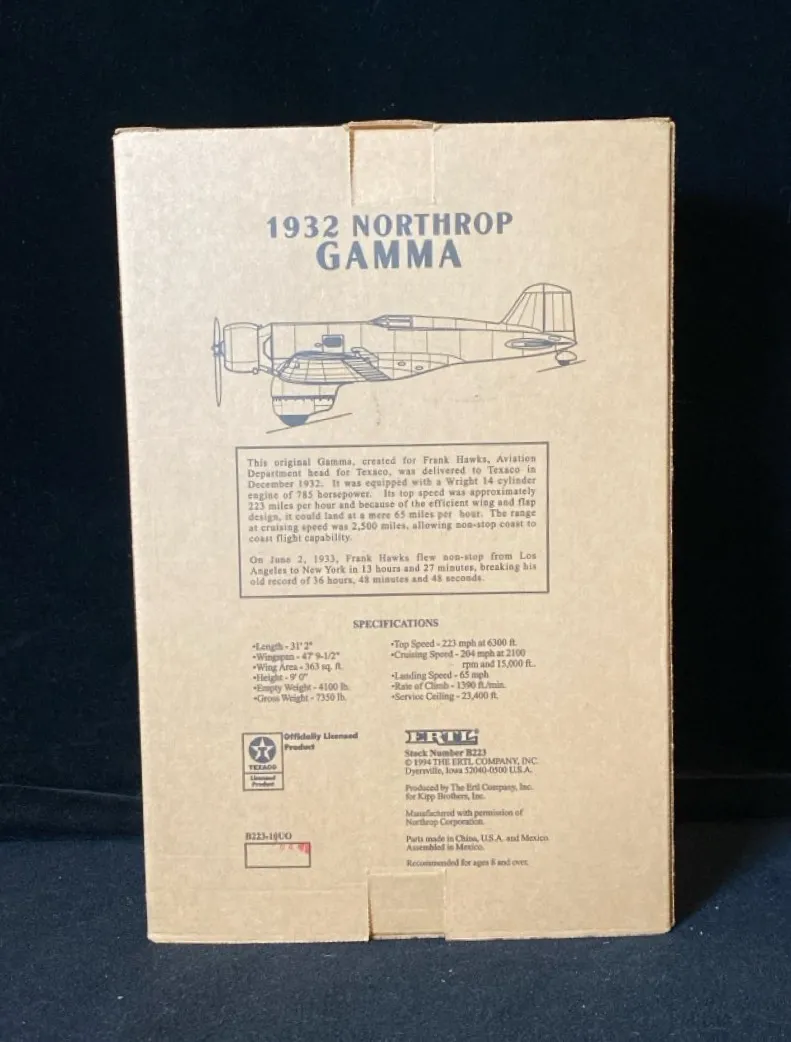 1932 NORTHROP
GAMMA
This original Gamma, created for Frank Hawks, Aviation
Department head for Texaco, was delivered to Texaco in
December 1932. It was equipped with a Wright 14 cylinder
engine of 785 horsepower. Its top speed was approximately
223 miles per hour and because of the efficient wing and flap
design, it could land at a mere 65 miles per hour. The range
at cruising speed was 2,500 miles, allowing non-stop coast to
coast flight capability.
On June 2, 1933, Frank Hawks flew non-stop from Los
Angeles to New York in 13 hours and 27 minutes, breaking his
old record of 36 hours, 48 minutes and 48 seconds.
SPECIFICATIONS
•Length - 31' 2"
•Wingspan - 47' 9-1/2"
•Wing Area - 363 sq. ft.
•Height - 9' 0"
•Empty Weight - 4100 lb.
•Gross Weight - 7350 lb.
•Top Speed - 223 mph at 6300 ft.
•Cruising Speed - 204 mph at 2100
rpm and 15,000 ft..
•Landing Speed - 65 mph
•Rate of Climb - 1390 ft./min.
•Service Ceiling - 23,400 ft.
Officially Licensed
Product
TEXACO
Licensed
Product
B223-10UO
ERTL
Stock Number B223
© 1994 THE ERTL COMPANY, INC.
Dyersville, Iowa 52040-0500 U.S.A.
Produced by The Ertl Company, Inc.
for Kipp Brothers, Inc.
Manufactured with permission of
Northrop Corporation.
Parts made in China, U.S.A. and Mexico
Assembled in Mexico.
Recommended for ages 8 and over.